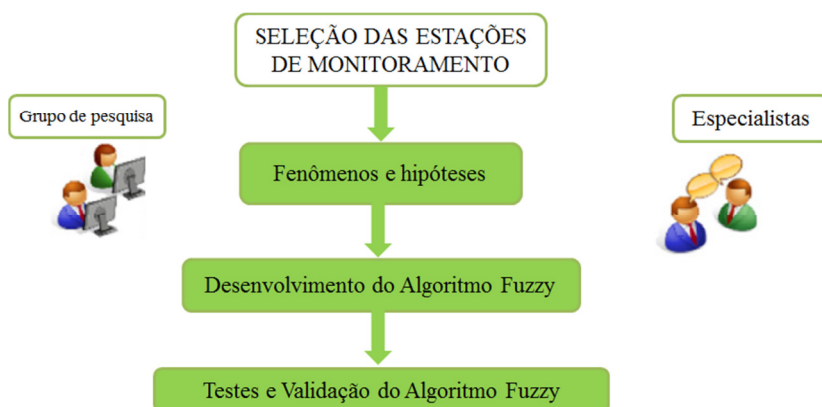 SELEÇÃO DAS ESTAÇÕES
DE MONITORAMENTO
Grupo de pesquisa
Especialistas
Fenômenos e hipóteses
Desenvolvimento do Algoritmo Fuzzy
Testes e Validação do Algoritmo Fuzzy